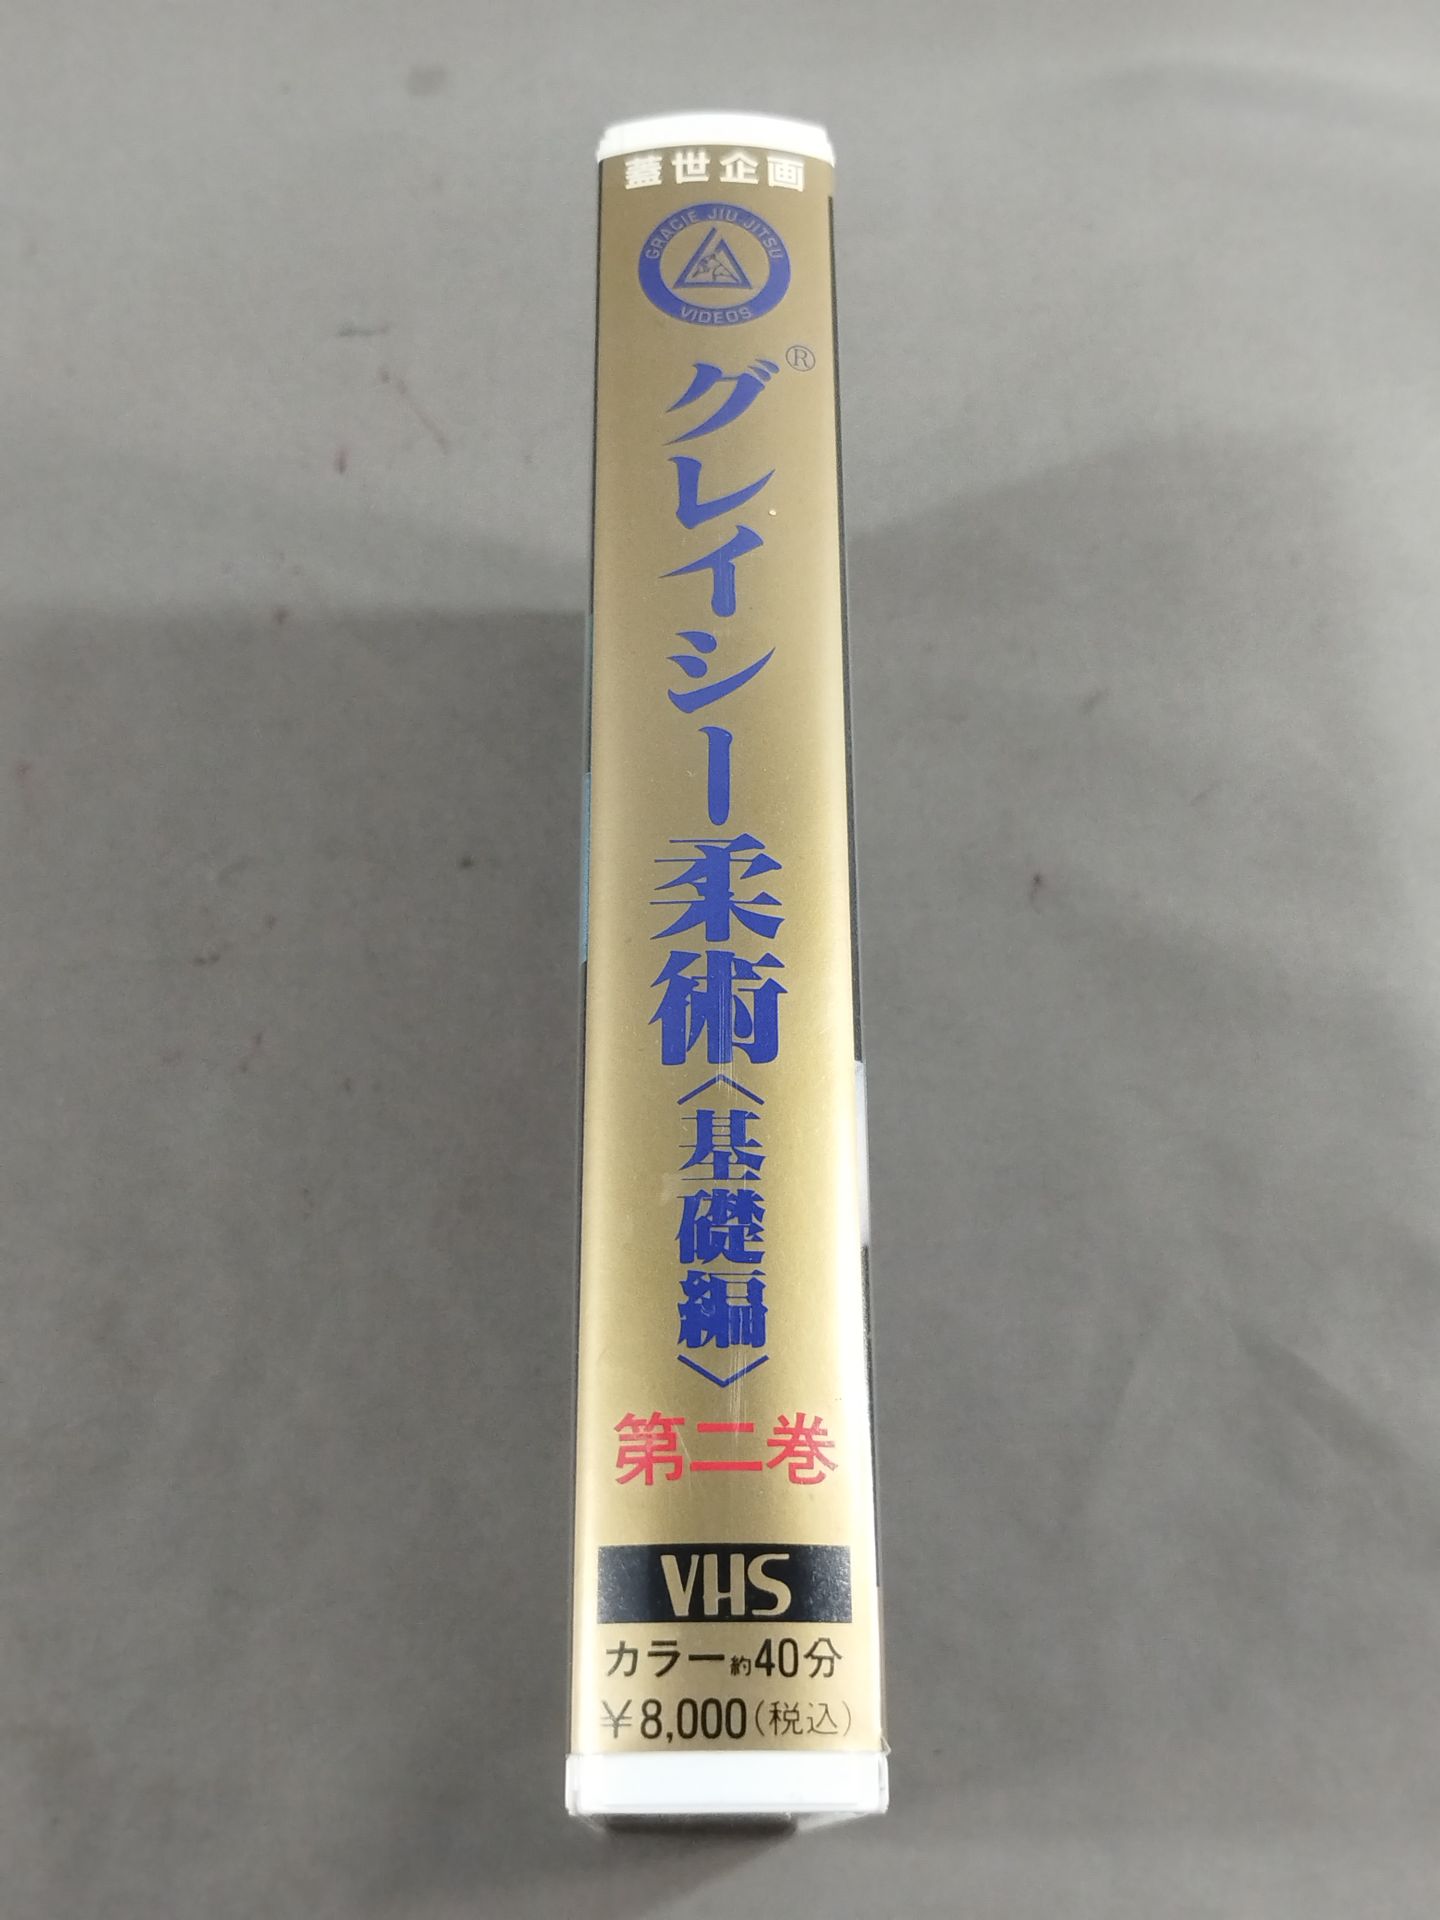 蓋世企画
GRACIE JIU-JITSU
VIDEOS
グレイシー柔術®
〈基礎編〉
第二巻
VHS
カラー約40分
¥8,000(税込)